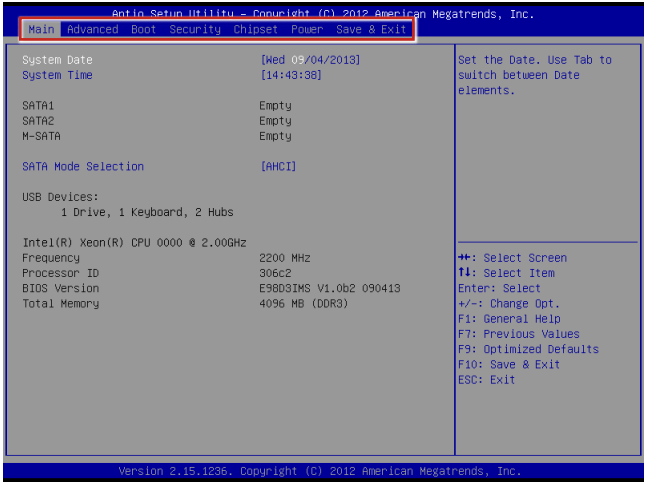 Aptio Setup Utility – Copyright (C) 2012 American Megatrends, Inc.
Main Advanced Boot Security Chipset Power Save & Exit
System Date [Wed 09/04/2013]
System Time [14:43:38]
SATA1 Empty
SATA2 Empty
M-SATA Empty
SATA Mode Selection [AHCI]
USB Devices:
1 Drive, 1 Keyboard, 2 Hubs
Intel(R) Xeon(R) CPU 0000 @ 2.00GHz
Frequency 2200 MHz
Processor ID 306c2
BIOS Version E98D3IMS V1.0b2 090413
Total Memory 4096 MB (DDR3)
Set the Date. Use Tab to
switch between Date
elements.
→←: Select Screen
↑↓: Select Item
Enter: Select
+/-: Change Opt.
F1: General Help
F7: Previous Values
F9: Optimized Defaults
F10: Save & Exit
ESC: Exit
Version 2.15.1236. Copyright (C) 2012 American Megatrends, Inc.